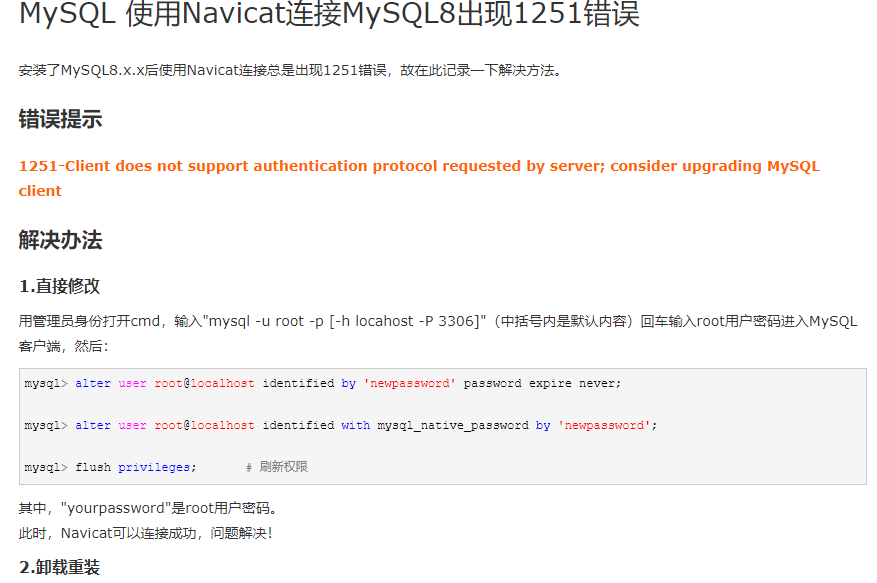 MySQL 使用Navicat连接MySQL8出现1251错误
安装了MySQL8.x.x后使用Navicat连接总是出现1251错误，故在此记录一下解决方法。
错误提示
1251-Client does not support authentication protocol requested by server; consider upgrading MySQL
client
解决办法
1.直接修改
用管理员身份打开cmd，输入"mysql -u root -p [-h locahost -P 3306]"（中括号内是默认内容）回车输入root用户密码进入MySQL
客户端，然后：
mysql> alter user root@localhost identified by 'newpassword' password expire never;
mysql> alter user root@localhost identified with mysql_native_password by 'newpassword';
mysql> flush privileges;       # 刷新权限
其中，"yourpassword"是root用户密码。
此时，Navicat可以连接成功，问题解决！
2.卸载重装